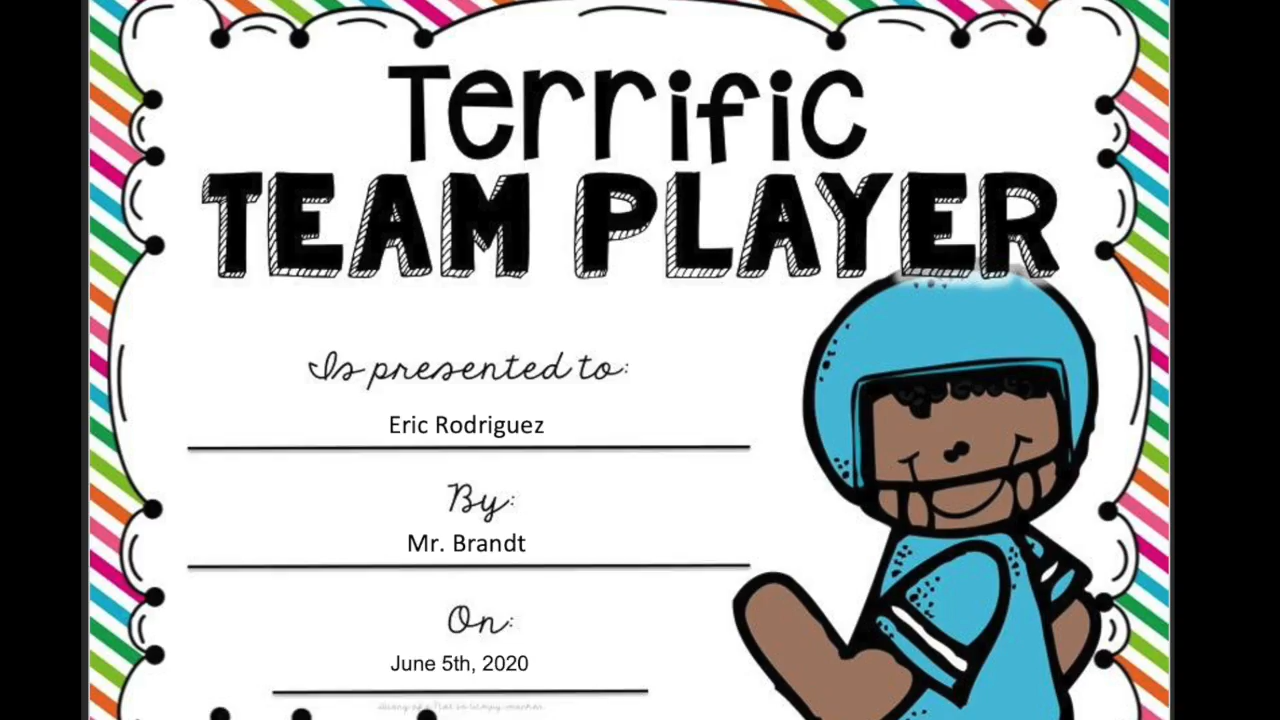 Terrific
TEAM PLAYER
Is presented to:
Eric Rodriguez
By:
Mr. Brandt
On:
June 5th, 2020